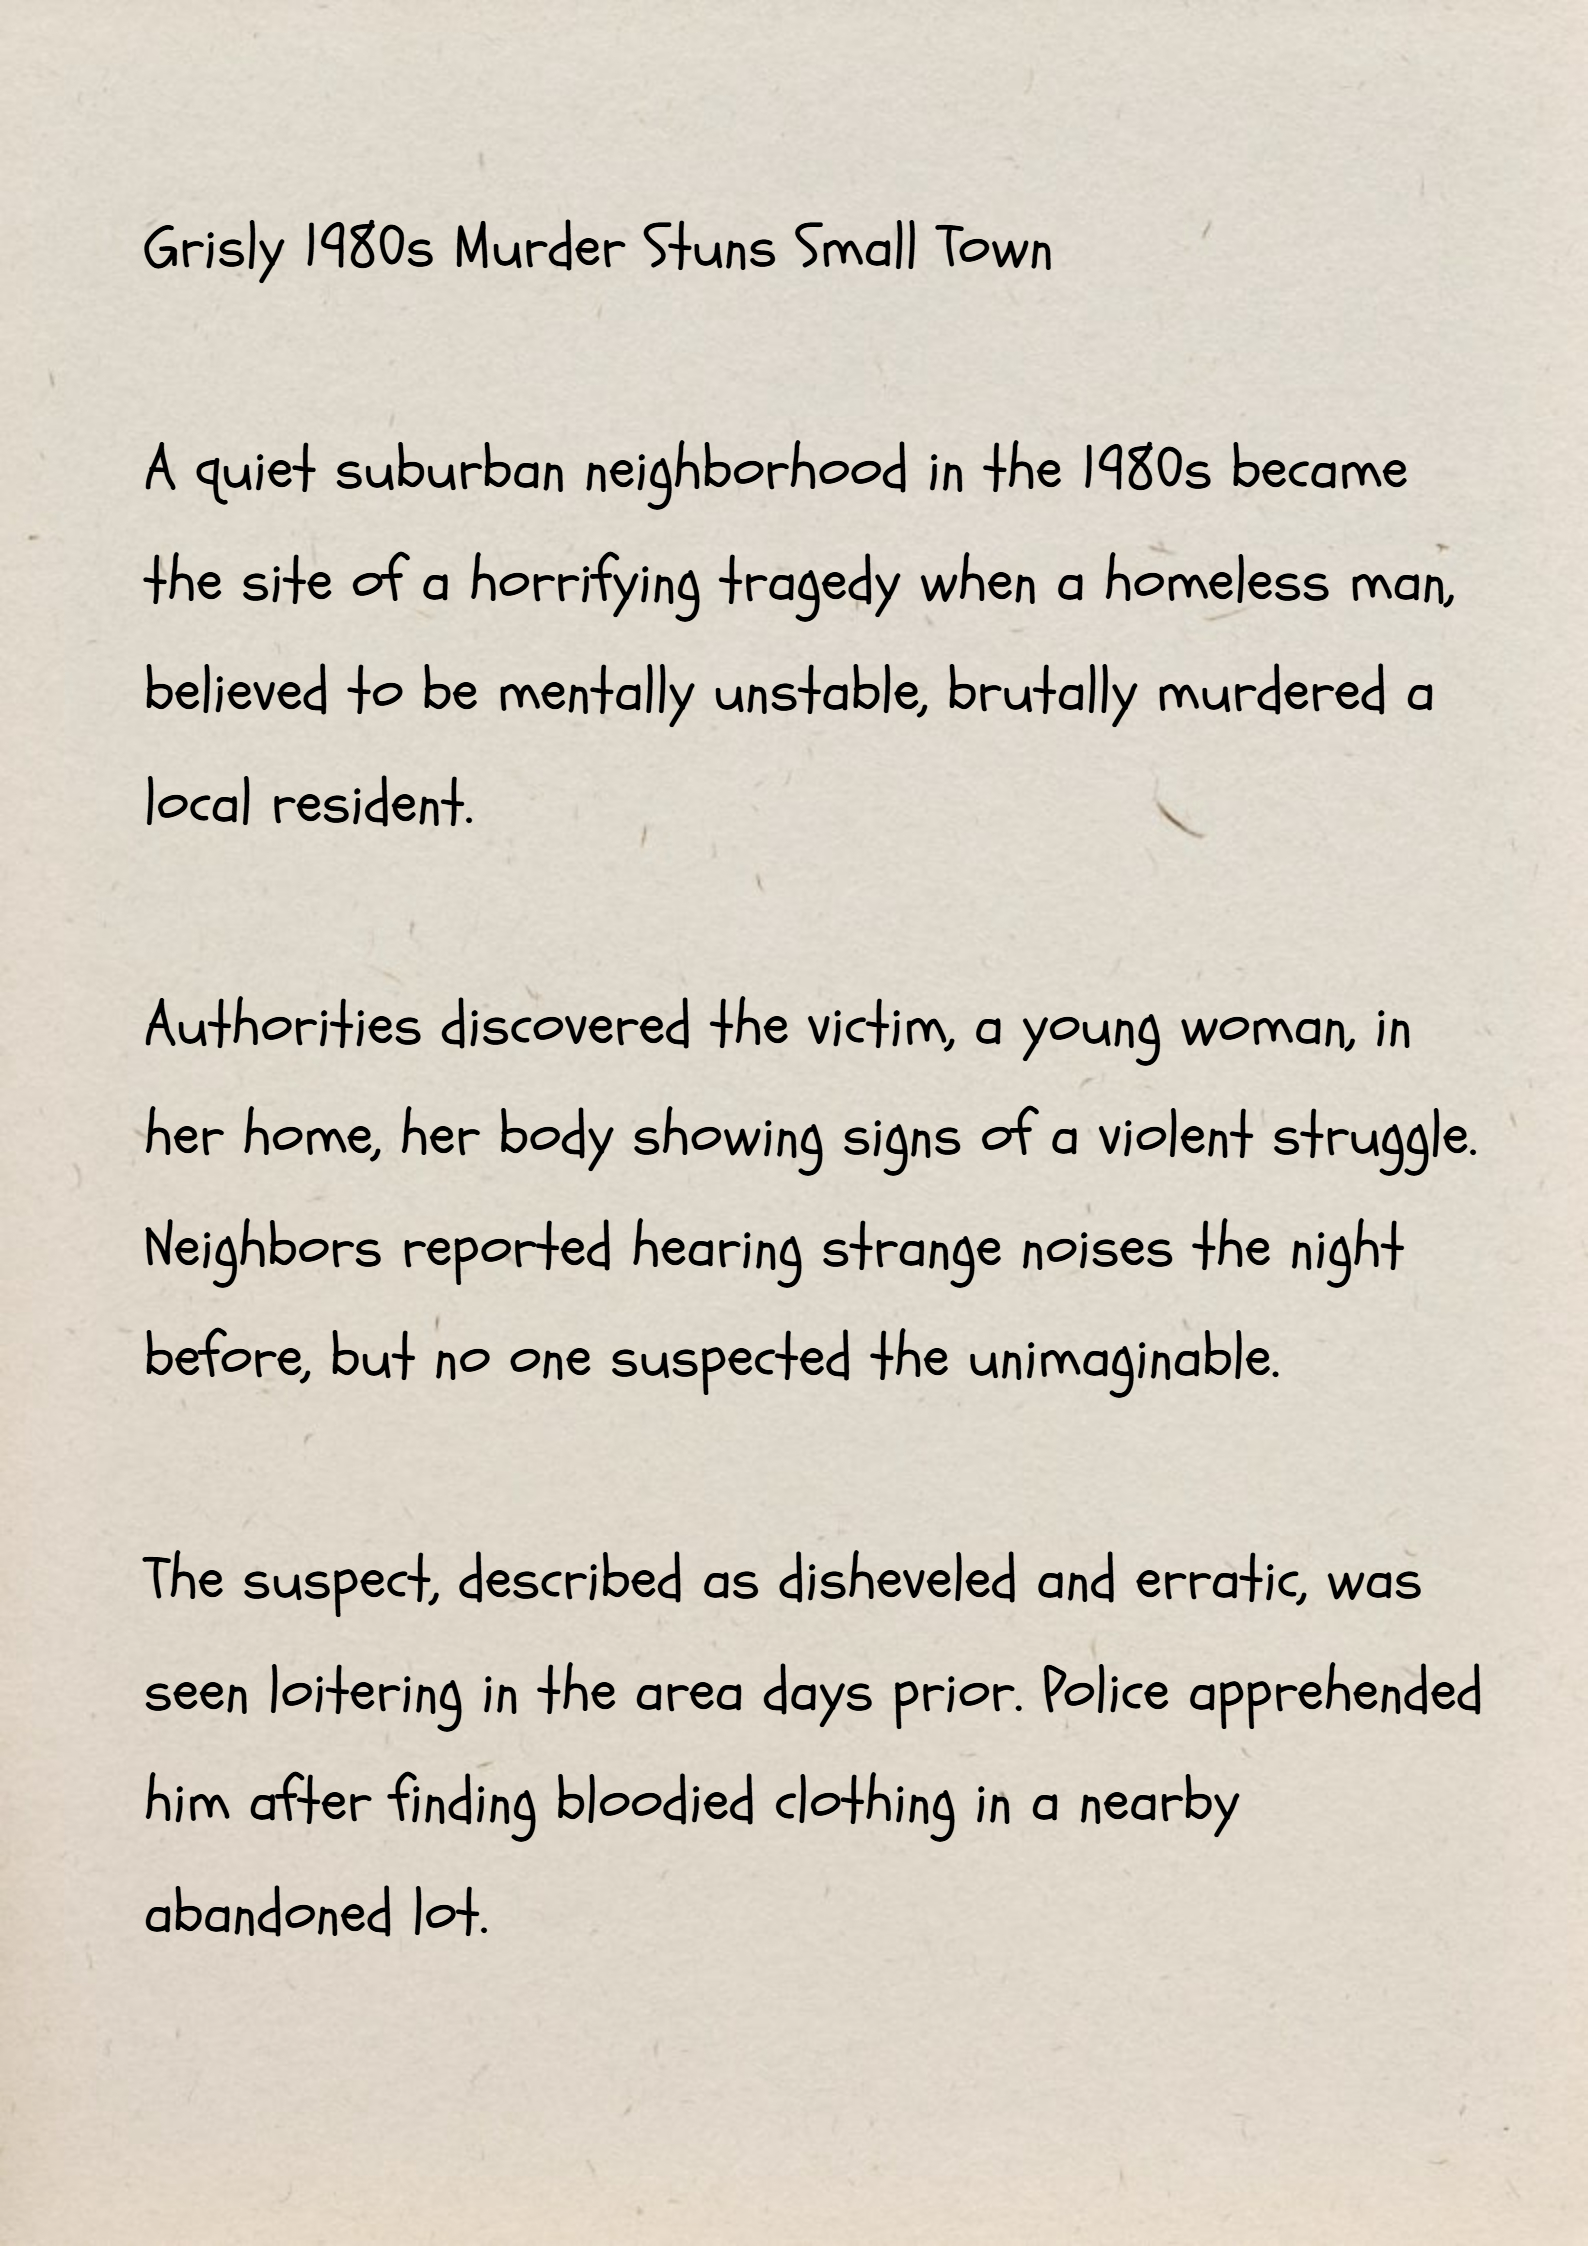 Grisly 1980s Murder Stuns Small Town
A quiet suburban neighborhood in the 1980s became
the site of a horrifying tragedy when a homeless man,
believed to be mentally unstable, brutally murdered a
local resident.
Authorities discovered the victim, a young woman, in
her home, her body showing signs of a violent struggle.
Neighbors reported hearing strange noises the night
before, but no one suspected the unimaginable.
The suspect, described as disheveled and erratic, was
seen loitering in the area days prior. Police apprehended
him after finding bloodied clothing in a nearby
abandoned lot.